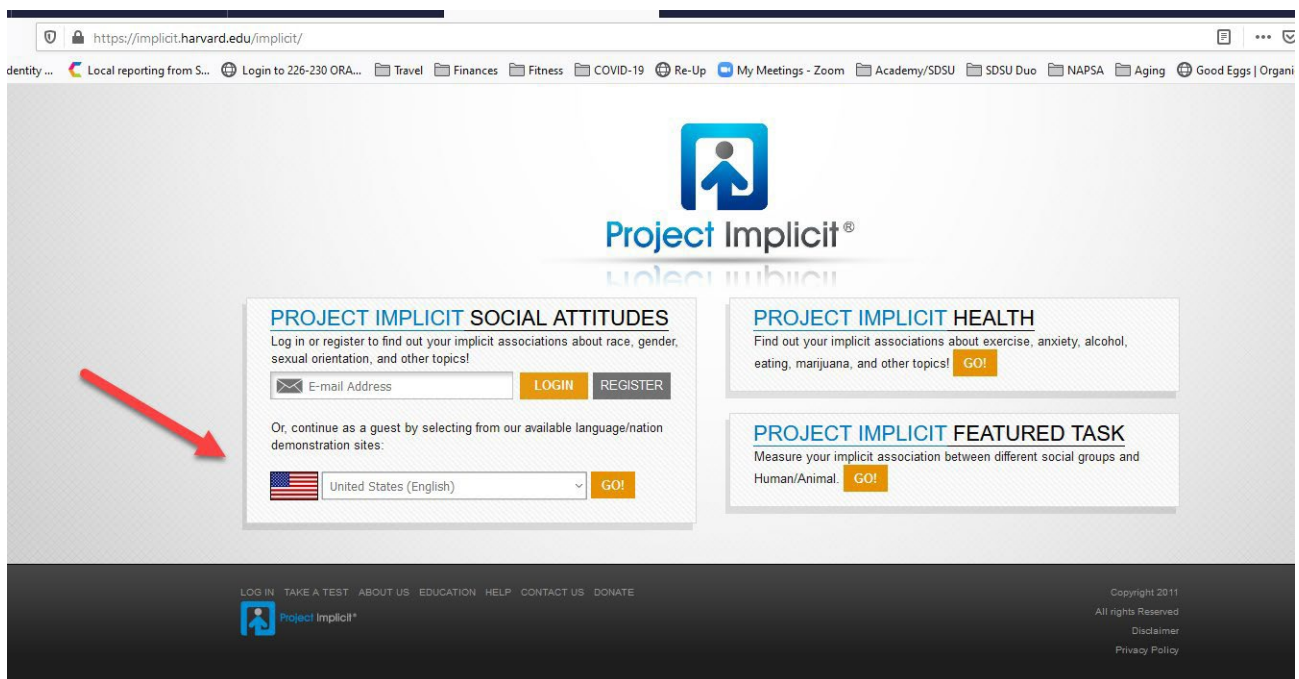 https://implicit.harvard.edu/implicit/
dentity ... Local reporting from S... Login to 226-230 ORA... Travel Finances Fitness COVID-19 Re-Up My Meetings - Zoom Academy/SDSU SDSU Duo NAPSA Aging Good Eggs | Organi
Project Implicit®
PROJECT IMPLICIT SOCIAL ATTITUDES
Log in or register to find out your implicit associations about race, gender,
sexual orientation, and other topics!
E-mail Address LOGIN REGISTER
Or, continue as a guest by selecting from our available language/nation
demonstration sites:
United States (English) GO!
PROJECT IMPLICIT HEALTH
Find out your implicit associations about exercise, anxiety, alcohol,
eating, marijuana, and other topics! GO!
PROJECT IMPLICIT FEATURED TASK
Measure your implicit association between different social groups and
Human/Animal. GO!
LOG IN TAKE A TEST ABOUT US EDUCATION HELP CONTACT US DONATE
Project Implicit®
Copyright 2011
All rights Reserved
Disclaimer
Privacy Policy